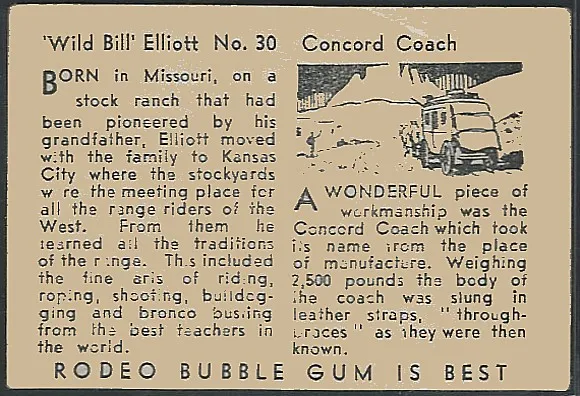 'Wild Bill' Elliott No. 30
BORN in Missouri, on a
stock ranch that had
been pioneered by his
grandfather, Elliott moved
with the family to Kansas
City where the stockyards
were the meeting place for
all the range riders of the
West. From them he
learned all the traditions
of the range. This included
the fine arts of riding,
roping, shooting, bulldog-
ging and bronco busting
from the best teachers in
the world.
Concord Coach
A WONDERFUL piece of
workmanship was the
Concord Coach which took
its name from the place
of manufacture. Weighing
2,500 pounds the body of
the coach was slung in
leather straps, "through-
braces" as they were then
known.
RODEO BUBBLE GUM IS BEST